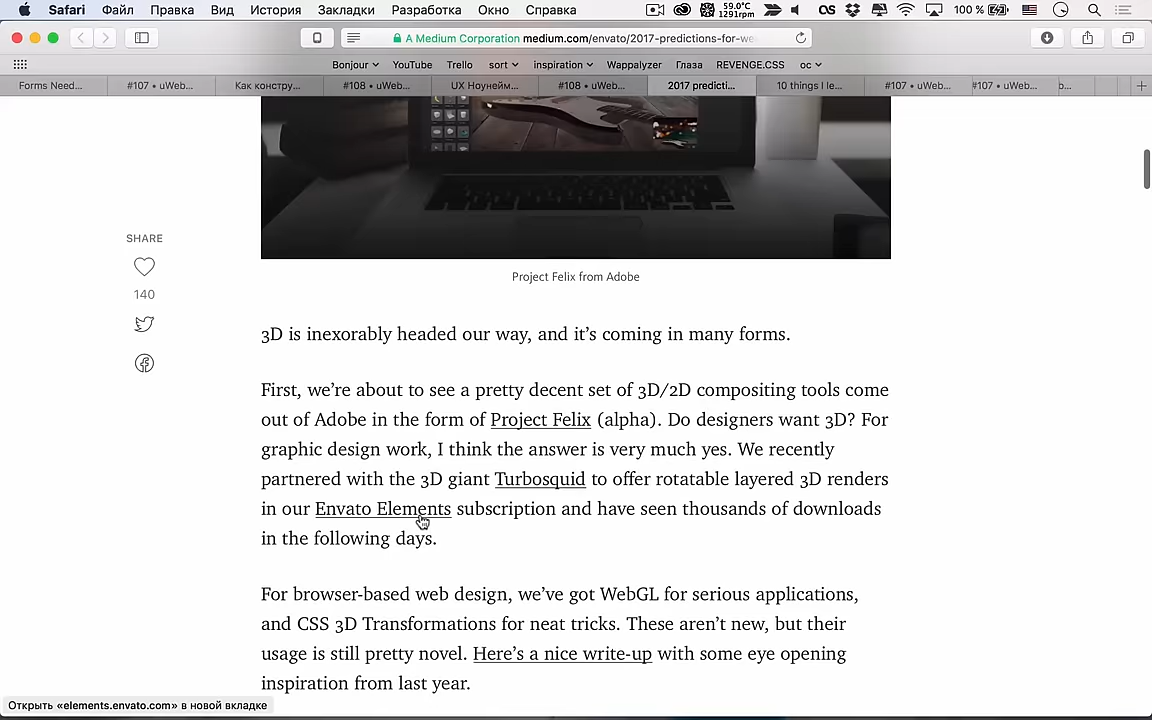 Safari Файл Правка Вид История Закладки Разработка Окно Справка 59.0°C 1291rpm 100 %
A Medium Corporation medium.com/envato/2017-predictions-for-we
Bonjour YouTube Trello sort inspiration Wappalyzer Глаза REVENGE.CSS ос
Forms Need... #107 • uWeb... Как констру... #108 • uWeb... UX Ноунейм... #108 • uWeb... 2017 predicti... 10 things I le... #107 • uWeb... #107 • uWeb... b...
SHARE
140
Project Felix from Adobe
3D is inexorably headed our way, and it’s coming in many forms.
First, we’re about to see a pretty decent set of 3D/2D compositing tools come
out of Adobe in the form of Project Felix (alpha). Do designers want 3D? For
graphic design work, I think the answer is very much yes. We recently
partnered with the 3D giant Turbosquid to offer rotatable layered 3D renders
in our Envato Elements subscription and have seen thousands of downloads
in the following days.
For browser-based web design, we’ve got WebGL for serious applications,
and CSS 3D Transformations for neat tricks. These aren’t new, but their
usage is still pretty novel. Here’s a nice write-up with some eye opening
inspiration from last year.
Открыть «elements.envato.com» в новой вкладке